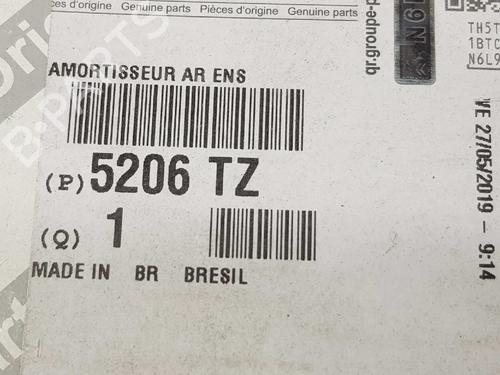 d'origine Genuine parts Pièces d'origine Genuine parts
AMORTISSEUR AR ENS
(P) 5206 TZ
(Q) 1
MADE IN BR BRESIL
TH5T
1BTC
N6L9
VE 27/05/2019 - 9:14
B-PARTS